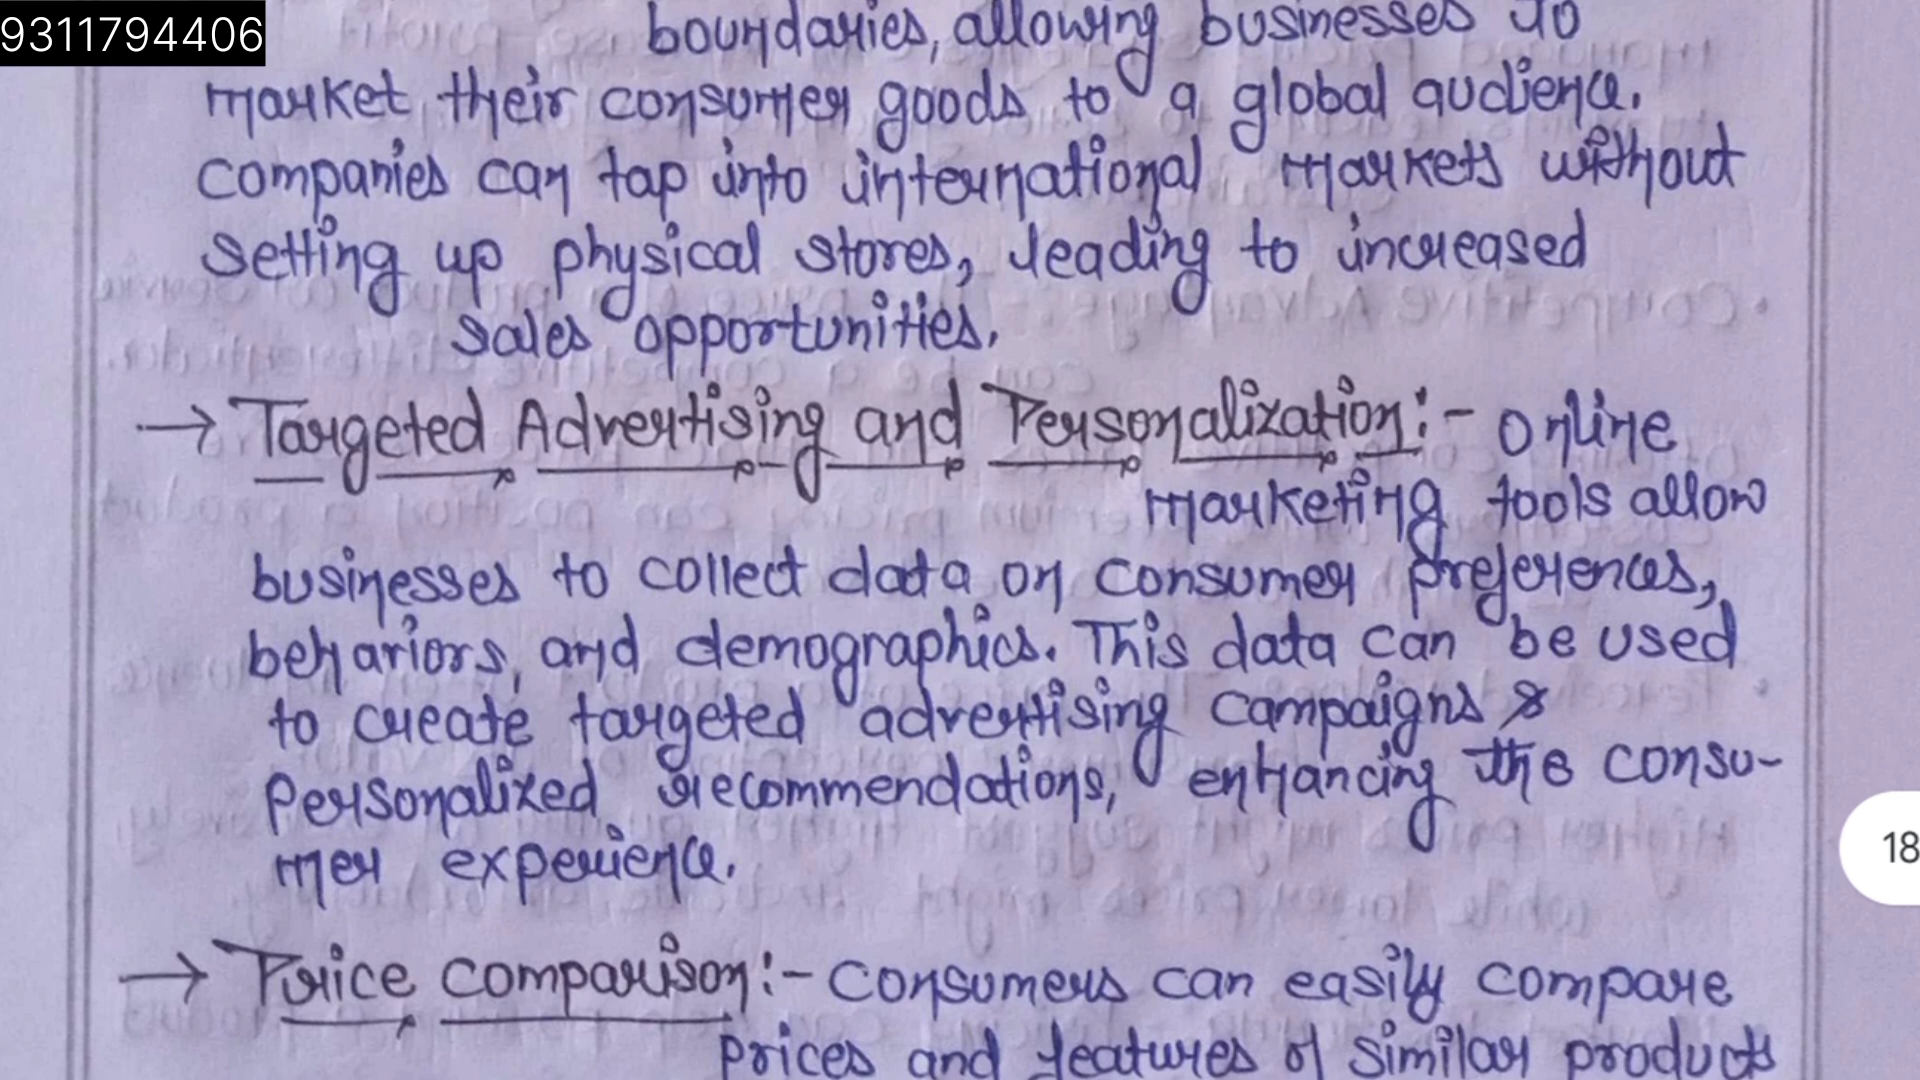 9311794406
boundaries, allowing businesses to
market their consumer goods to a global audience.
companies can tap into international markets without
setting up physical stores, leading to increased
sales opportunities.
→ Targeted Advertising and Personalization:- online
marketing tools allow
businesses to collect data on consumer preferences,
behaviors, and demographics. This data can be used
to create targeted advertising campaigns &
Personalized recommendations, enhancing the consu-
mer experience.
18
→ Price comparison:- consumers can easily compare
prices and features of similar products